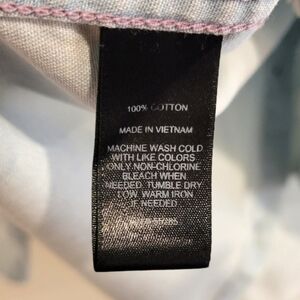 100% COTTON
MADE IN VIETNAM
MACHINE WASH COLD
WITH LIKE COLORS
ONLY NON-CHLORINE
BLEACH WHEN
NEEDED. TUMBLE DRY
LOW. WARM IRON
IF NEEDED